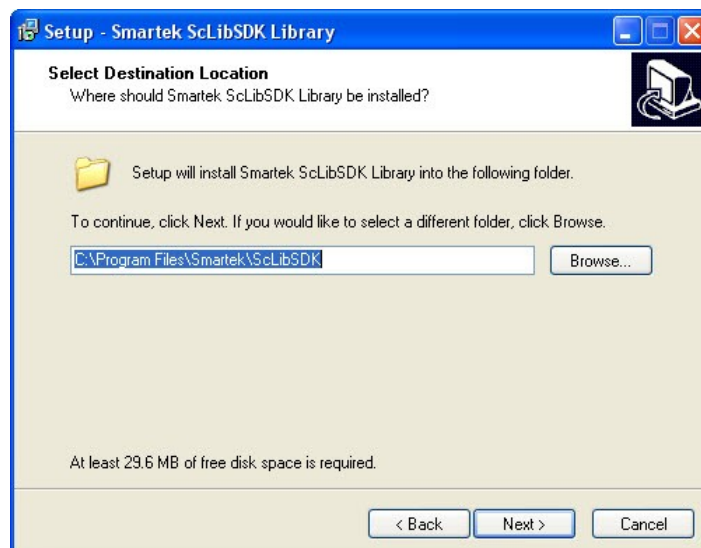 Setup - Smartek ScLibSDK Library
Select Destination Location
Where should Smartek ScLibSDK Library be installed?
Setup will install Smartek ScLibSDK Library into the following folder.
To continue, click Next. If you would like to select a different folder, click Browse.
C:\Program Files\Smartek\ScLibSDK
Browse...
At least 29.6 MB of free disk space is required.
< Back
Next >
Cancel